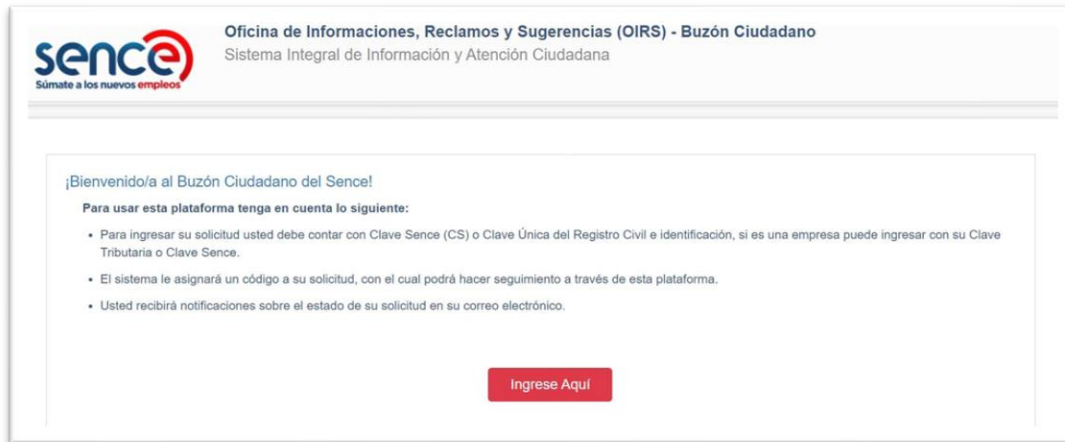 sence
Súmate a los nuevos empleos
Oficina de Informaciones, Reclamos y Sugerencias (OIRS) - Buzón Ciudadano
Sistema Integral de Información y Atención Ciudadana
¡Bienvenido/a al Buzón Ciudadano del Sence!
Para usar esta plataforma tenga en cuenta lo siguiente:
• Para ingresar su solicitud usted debe contar con Clave Sence (CS) o Clave Única del Registro Civil e identificación, si es una empresa puede ingresar con su Clave
Tributaria o Clave Sence.
• El sistema le asignará un código a su solicitud, con el cual podrá hacer seguimiento a través de esta plataforma.
• Usted recibirá notificaciones sobre el estado de su solicitud en su correo electrónico.
Ingrese Aquí